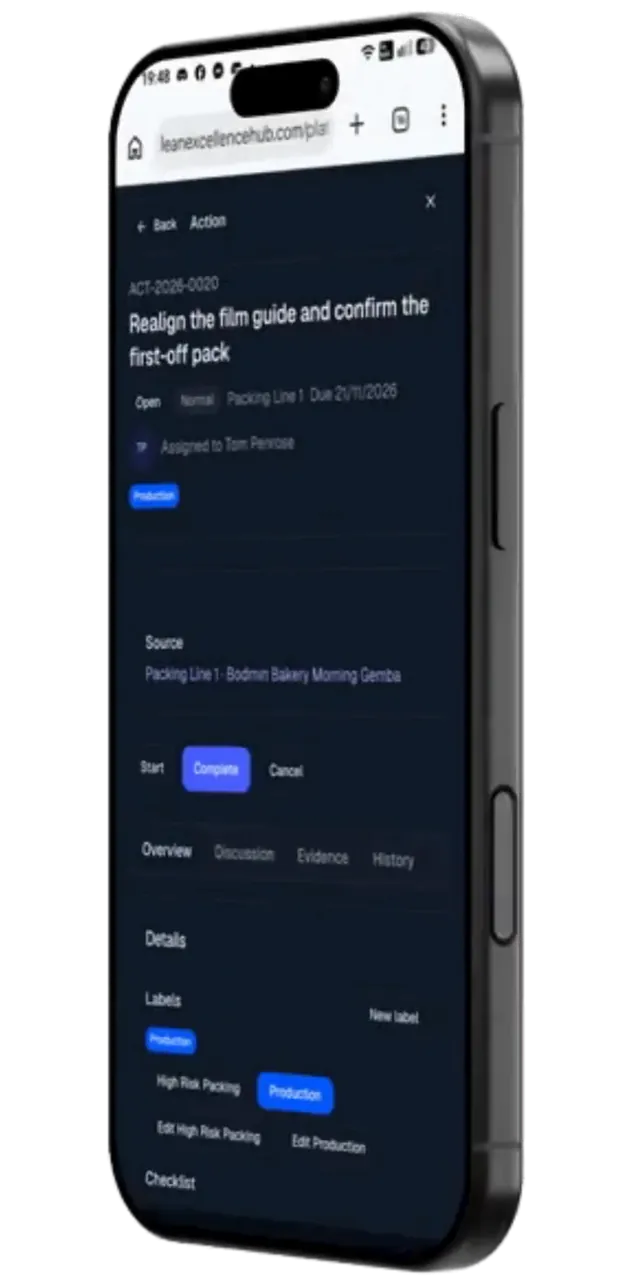 19:48
leanexcellencehub.com/plat
← Back Action X
ACT-2026-0020
Realign the film guide and confirm the
first-off pack
Open Normal Packing Line 1 Due 21/11/2026
TP Assigned to Tom Penrose
Production
Source
Packing Line 1 · Bodmin Bakery Morning Gemba
Start Complete Cancel
Overview Discussion Evidence History
Details
Labels
New label
Production
High Risk Packing Production
Edit High Risk Packing Edit Production
Checklist